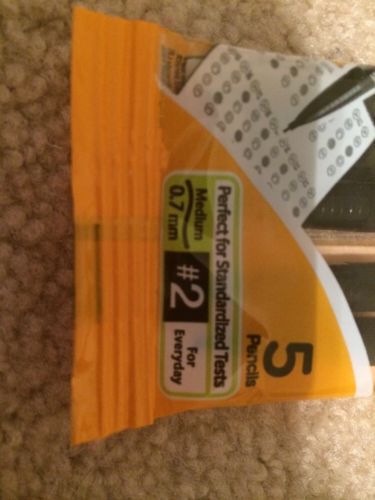 Perfect for Standardized Tests
Medium
0.7 mm
#2
For
Everyday
5
Pencils